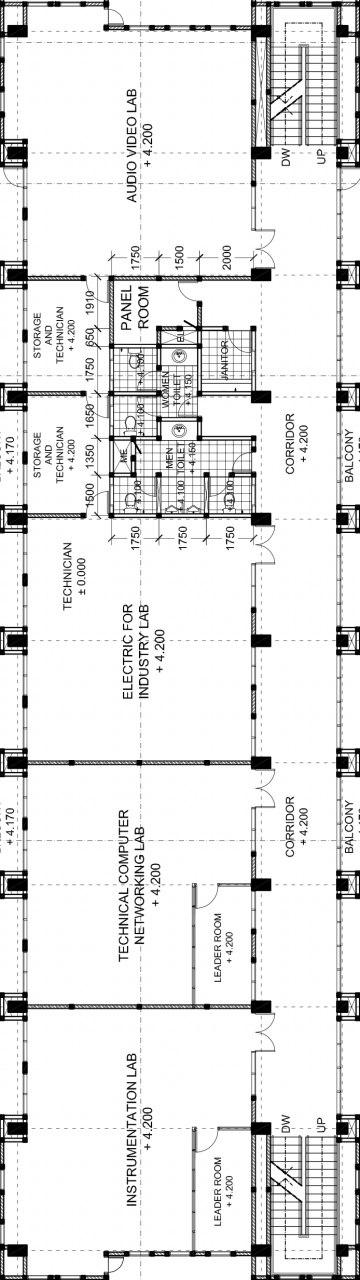 AUDIO VIDEO LAB
+ 4.200
DW
UP
1750
1500
2000
STORAGE
AND
TECHNICIAN
+ 4.200
1910
650
1750
1650
1350
1500
PANEL
ROOM
EL
JANITOR
WOMEN
TOILET
+ 4.150
+ 4.100
STORAGE
AND
TECHNICIAN
+ 4.200
ME
MEN
TOILET
+ 4.150
+ 4.100
+ 4.100
+ 4.170
CORRIDOR
+ 4.200
BALCONY
1750
1750
1750
TECHNICIAN
± 0.000
ELECTRIC FOR
INDUSTRY LAB
+ 4.200
+ 4.170
TECHNICAL COMPUTER
NETWORKING LAB
+ 4.200
CORRIDOR
+ 4.200
BALCONY
LEADER ROOM
+ 4.200
INSTRUMENTATION LAB
+ 4.200
LEADER ROOM
+ 4.200
DW
UP